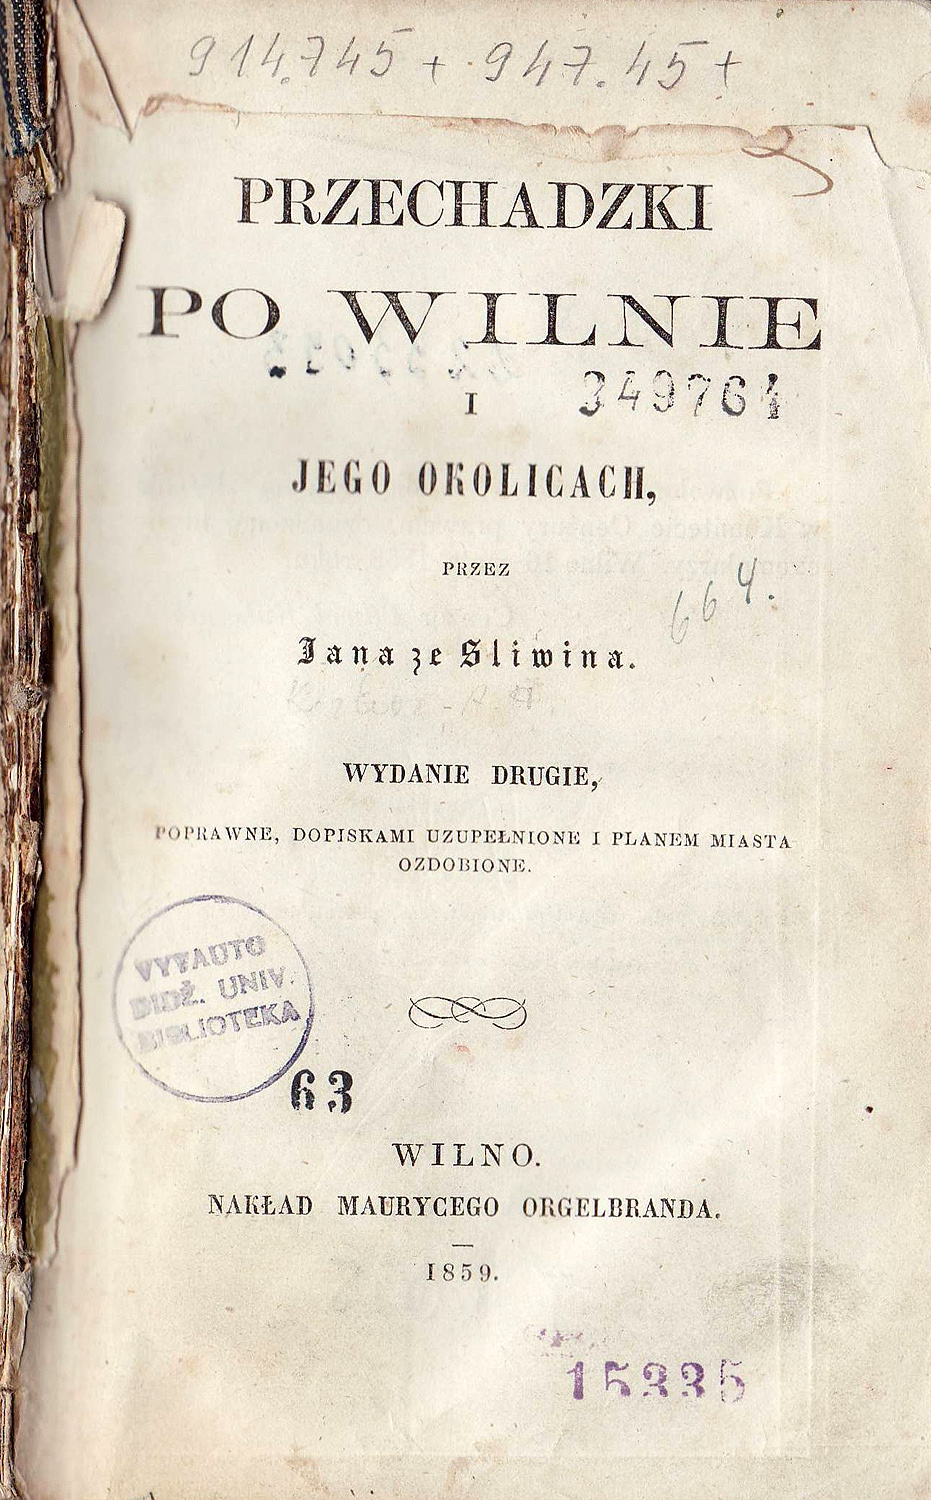 914.745 + 947.45 +
PRZECHADZKI
PO WILNIE
I
349764
JEGO OKOLICACH,
PRZEZ
664.
Jana ze Sliwina.
WYDANIE DRUGIE,
POPRAWNE, DOPISKAMI UZUPEŁNIONE I PLANEM MIASTA
OZDOBIONE.
VYTAUTO
DIDŽ. UNIV.
BIBLIOTEKA
63
WILNO.
NAKŁAD MAURYCEGO ORGELBRANDA.
1859.
15335